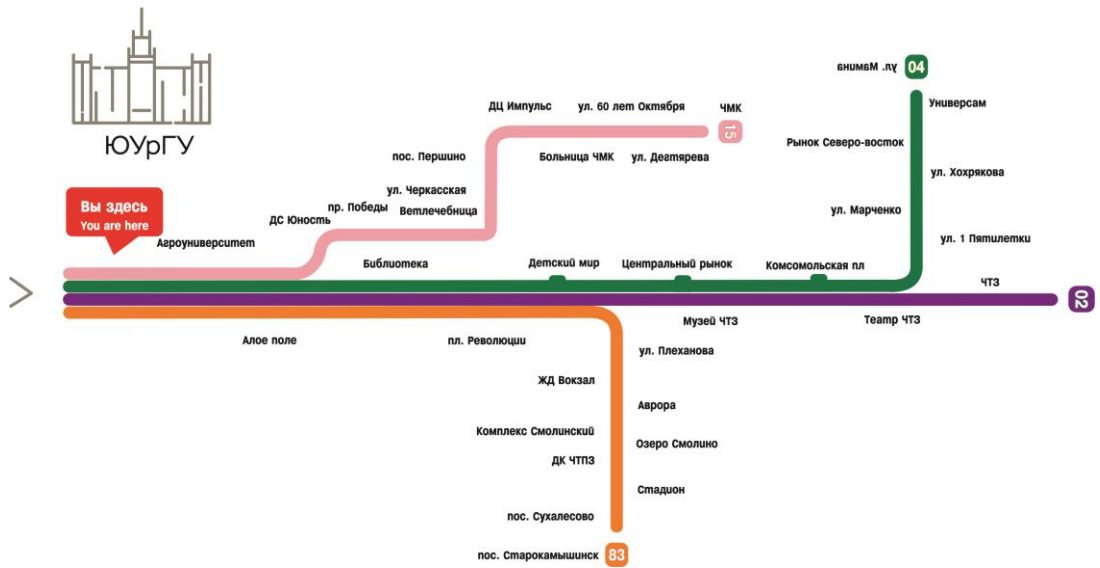 ЮУрГУ
Вы здесь
You are here
ул. Мамина
04
Универсам
ДЦ Импульс
ул. 60 лет Октября
ЧМК
15
Рынок Северо-восток
пос. Першино
Больница ЧМК
ул. Дегтярева
ул. Хохрякова
ул. Черкасская
пр. Победы
Ветлечебница
ул. Марченко
ДС Юность
Агроуниверситет
ул. 1 Пятилетки
Библиотека
Детский мир
Центральный рынок
Комсомольская пл
ЧТЗ
02
Музей ЧТЗ
Театр ЧТЗ
Алое поле
пл. Революции
ул. Плеханова
ЖД Вокзал
Аврора
Комплекс Смолинский
Озеро Смолино
ДК ЧТПЗ
Стадион
пос. Сухалесово
пос. Старокамышинск
83